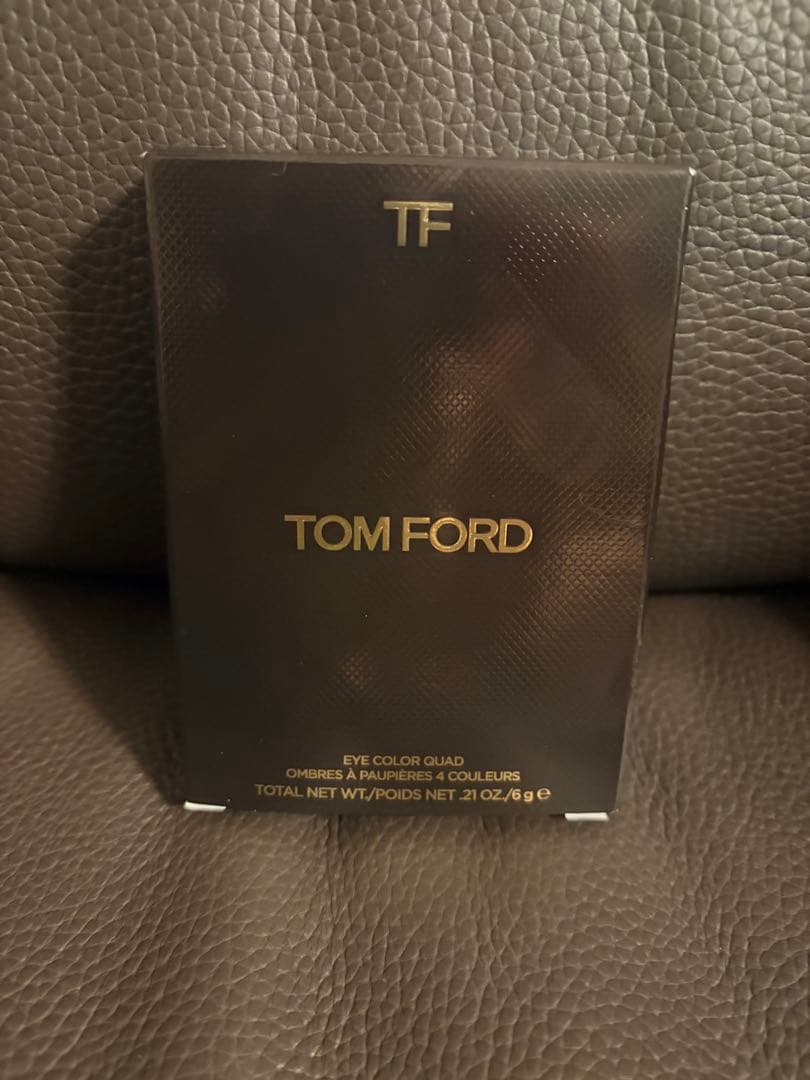 TF
TOM FORD
EYE COLOR QUAD
OMBRES À PAUPIÈRES 4 COULEURS
TOTAL NET WT./POIDS NET .21 OZ./6 g ℮